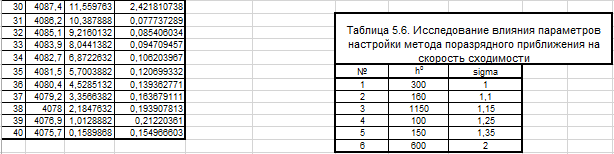 30 4087,4 11,559763 2,421810738
31 4086,2 10,387888 0,077737289
32 4085,1 9,2160132 0,085406034
33 4083,9 8,0441382 0,094709457
34 4082,7 6,8722632 0,106203967
35 4081,5 5,7003882 0,120699332
36 4080,4 4,5285132 0,139362771
37 4079,2 3,3566382 0,163679111
38 4078 2,1847632 0,193907813
39 4076,9 1,0128882 0,21220361
40 4075,7 0,1589868 0,154966603
Таблица 5.6. Исследование влияния параметров
настройки метода поразрядного приближения на
скорость сходимости
№ h⁰ sigma
1 300 1
2 160 1,1
3 1150 1,15
4 100 1,25
5 150 1,35
6 600 2